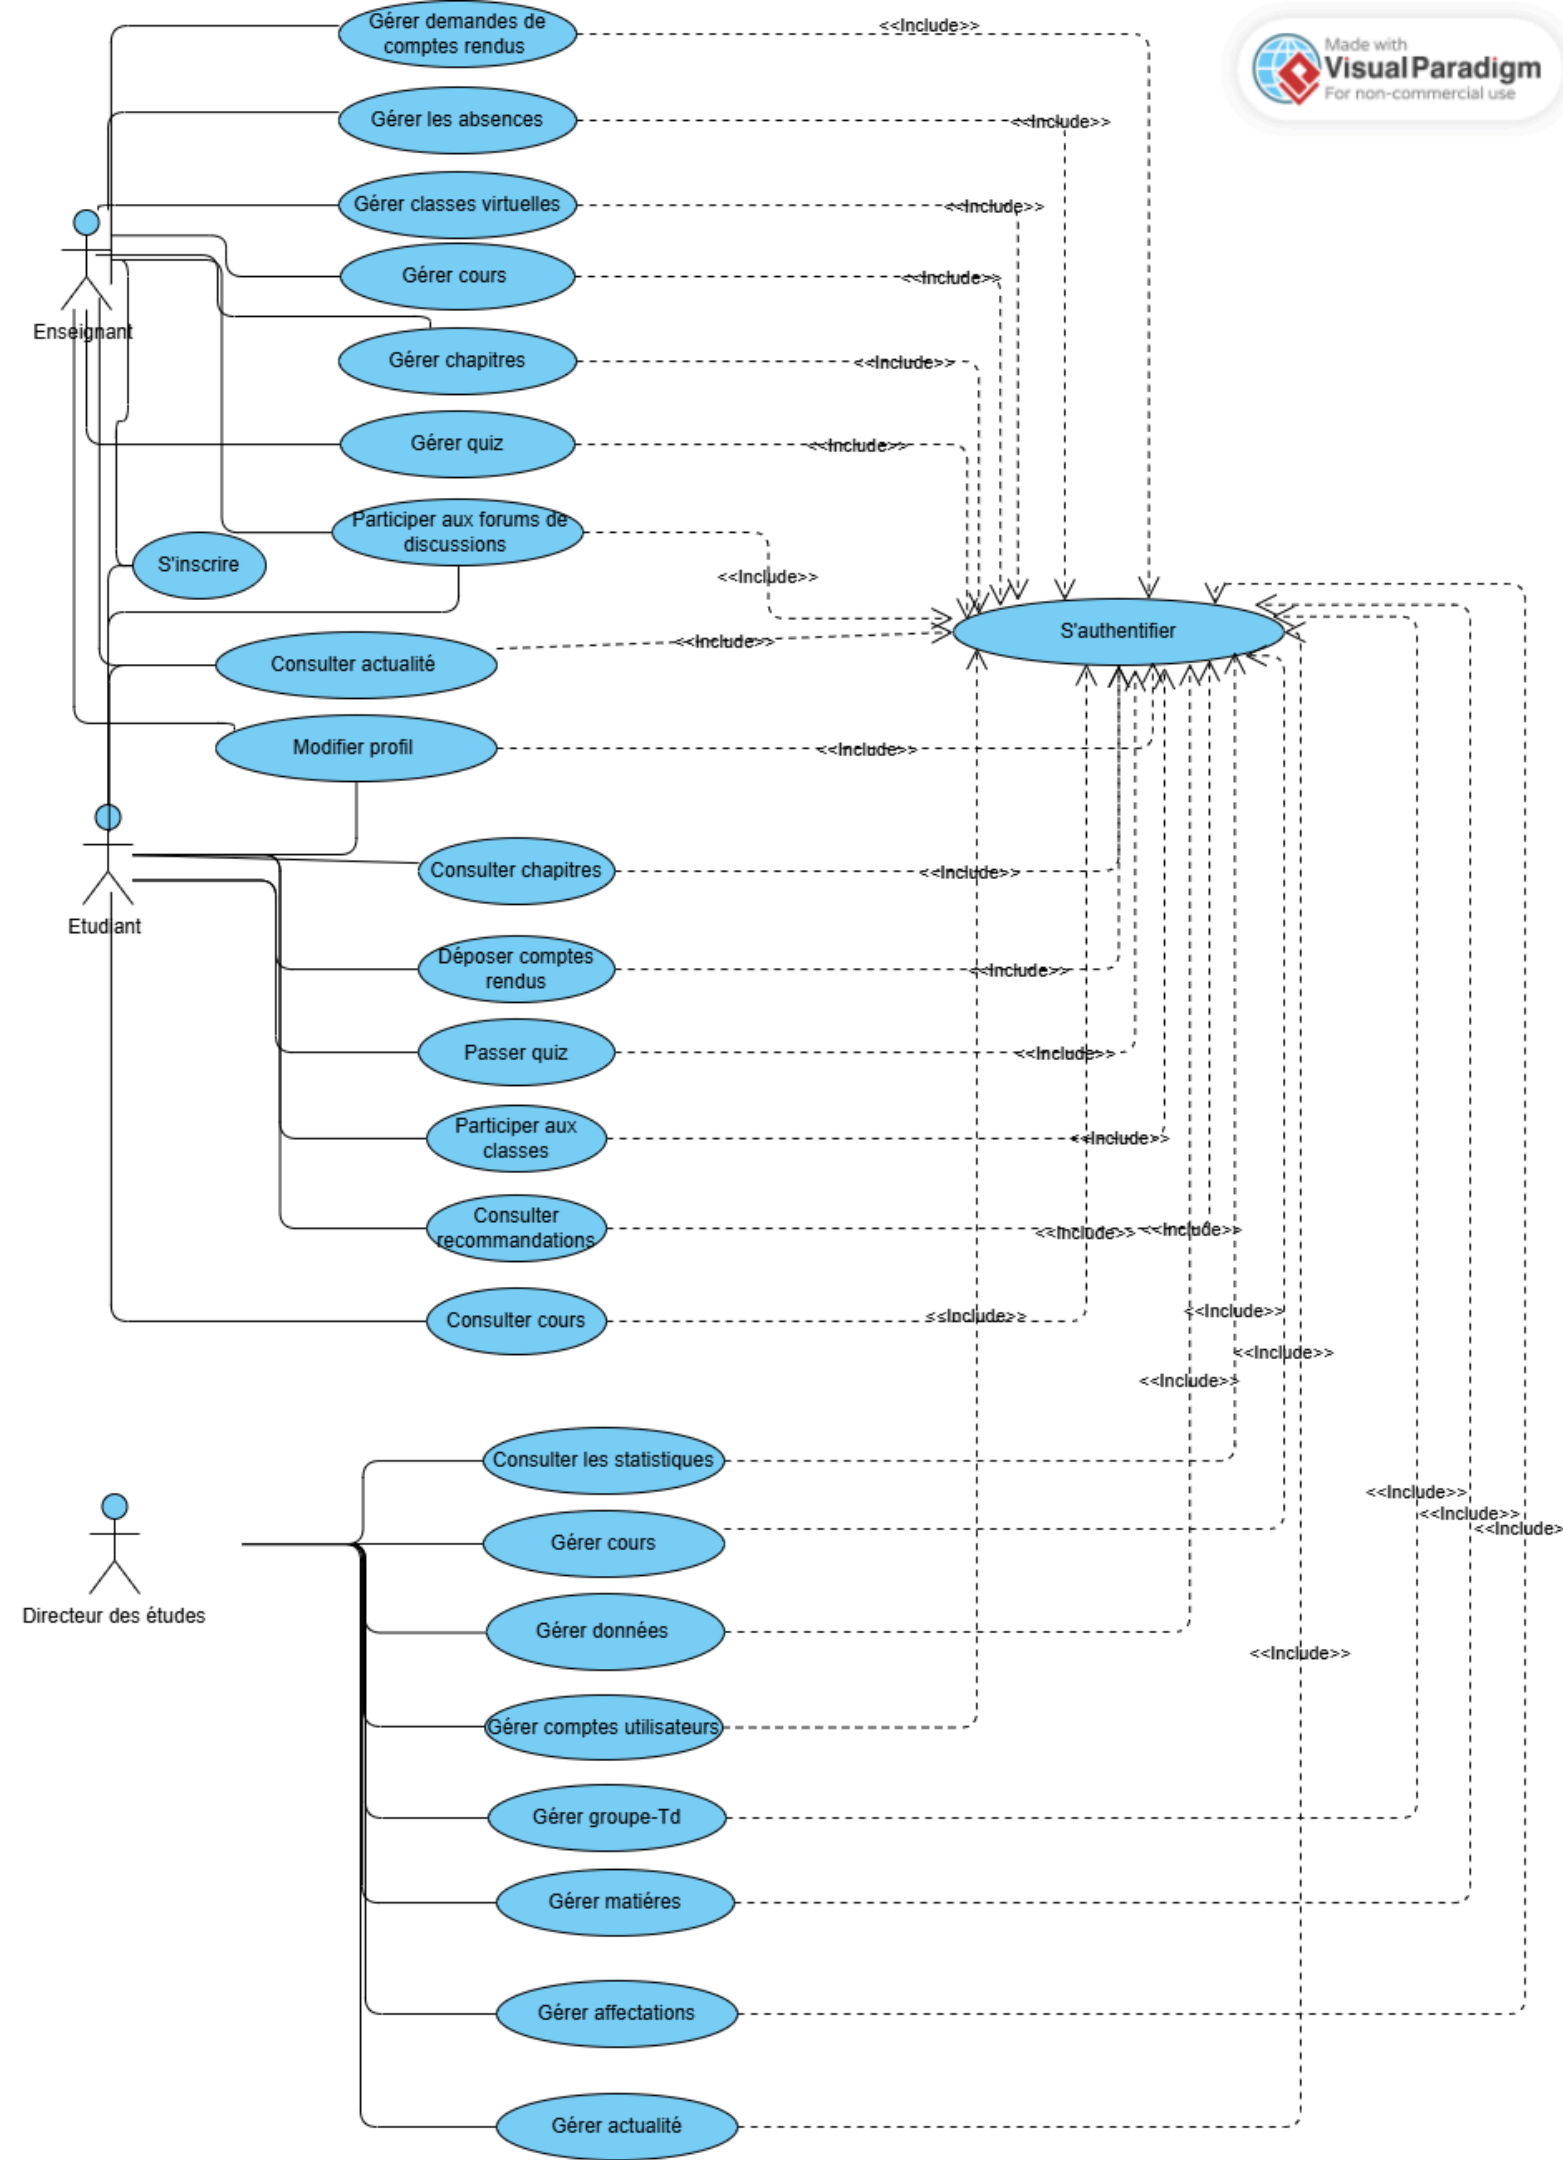 Gérer demandes de
comptes rendus
<<Include>>
Made with
Visual Paradigm
For non-commercial use
Gérer les absences
<<Include>>
Gérer classes virtuelles
<<Include>>
Gérer cours
<<Include>>
Enseignant
Gérer chapitres
<<Include>>
Gérer quiz
<<Include>>
Participer aux forums de
discussions
S'inscrire
<<Include>>
S'authentifier
Consulter actualité
<<Include>>
Modifier profil
<<Include>>
Consulter chapitres
<<Include>>
Etudiant
Déposer comptes
rendus
<<Include>>
Passer quiz
<<Include>>
Participer aux
classes
<<Include>>
Consulter
recommandations
<<Include>>
<<Include>>
Consulter cours
<<Include>>
<<Include>>
<<Include>>
<<Include>>
Consulter les statistiques
<<Include>>
<<Include>>
<<Include>
Gérer cours
Directeur des études
Gérer données
<<Include>>
Gérer comptes utilisateurs
Gérer groupe-Td
Gérer matiéres
Gérer affectations
Gérer actualité